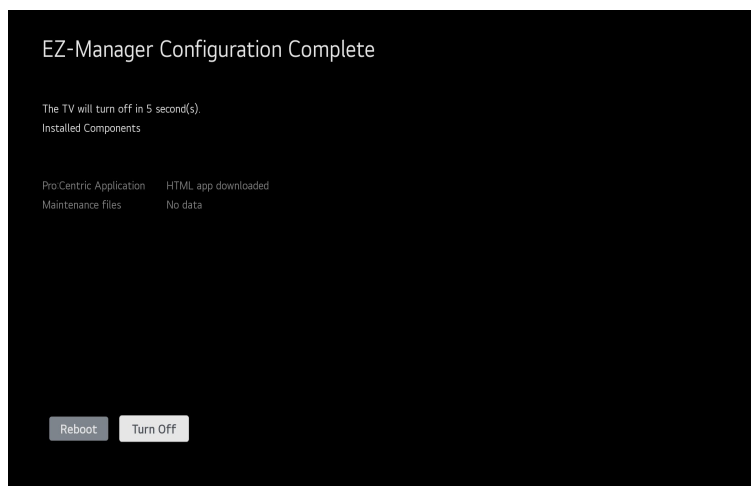 EZ-Manager Configuration Complete
The TV will turn off in 5 second(s).
Installed Components
Pro:Centric Application HTML app downloaded
Maintenance files No data
Reboot Turn Off